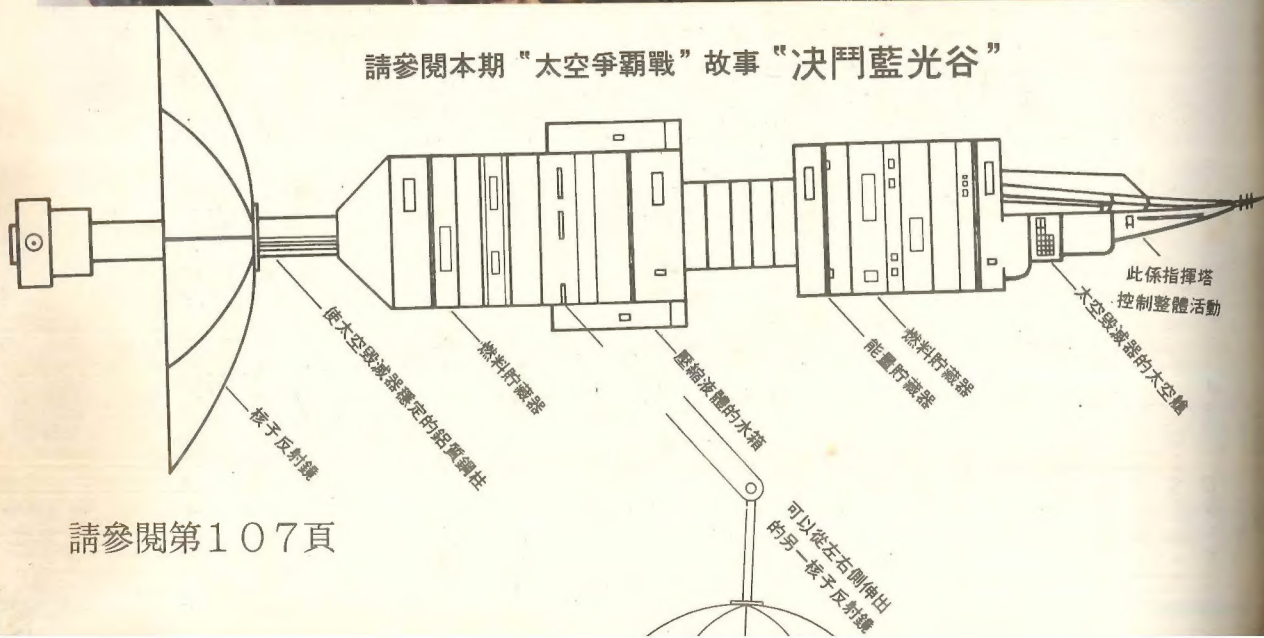 請參閱本期“太空爭覇戰”故事“决鬥藍光谷”
此係指揮塔
控制整體活動
太空毀滅器的太空艙
燃料貯藏器
能量貯藏器
壓縮液體的水箱
燃料貯藏器
使太空毀滅器穩定的鋁質鋼柱
核子反射鏡
可以從左右側伸出
的另一核子反射鏡
請參閱第107頁